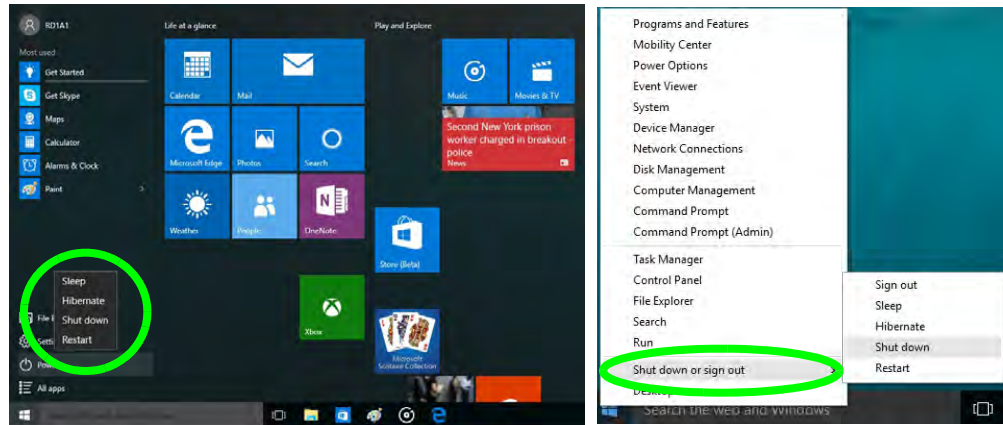 RD1A1
Life at a glance
Play and Explore
Most used
Get Started
Get Skype
Maps
Calculator
Alarms & Clock
Paint
Calendar
Mail
Microsoft Edge
Photos
Search
Weather
People
OneNote
Music
Movies & TV
Second New York prison
worker charged in breakout -
police
News
Store (Beta)
Xbox
Microsoft
Solitaire Collection
Sleep
Hibernate
Shut down
Restart
File
All apps
Programs and Features
Mobility Center
Power Options
Event Viewer
System
Device Manager
Network Connections
Disk Management
Computer Management
Command Prompt
Command Prompt (Admin)
Task Manager
Control Panel
File Explorer
Search
Run
Shut down or sign out
Sign out
Sleep
Hibernate
Shut down
Restart
Search the web and Windows